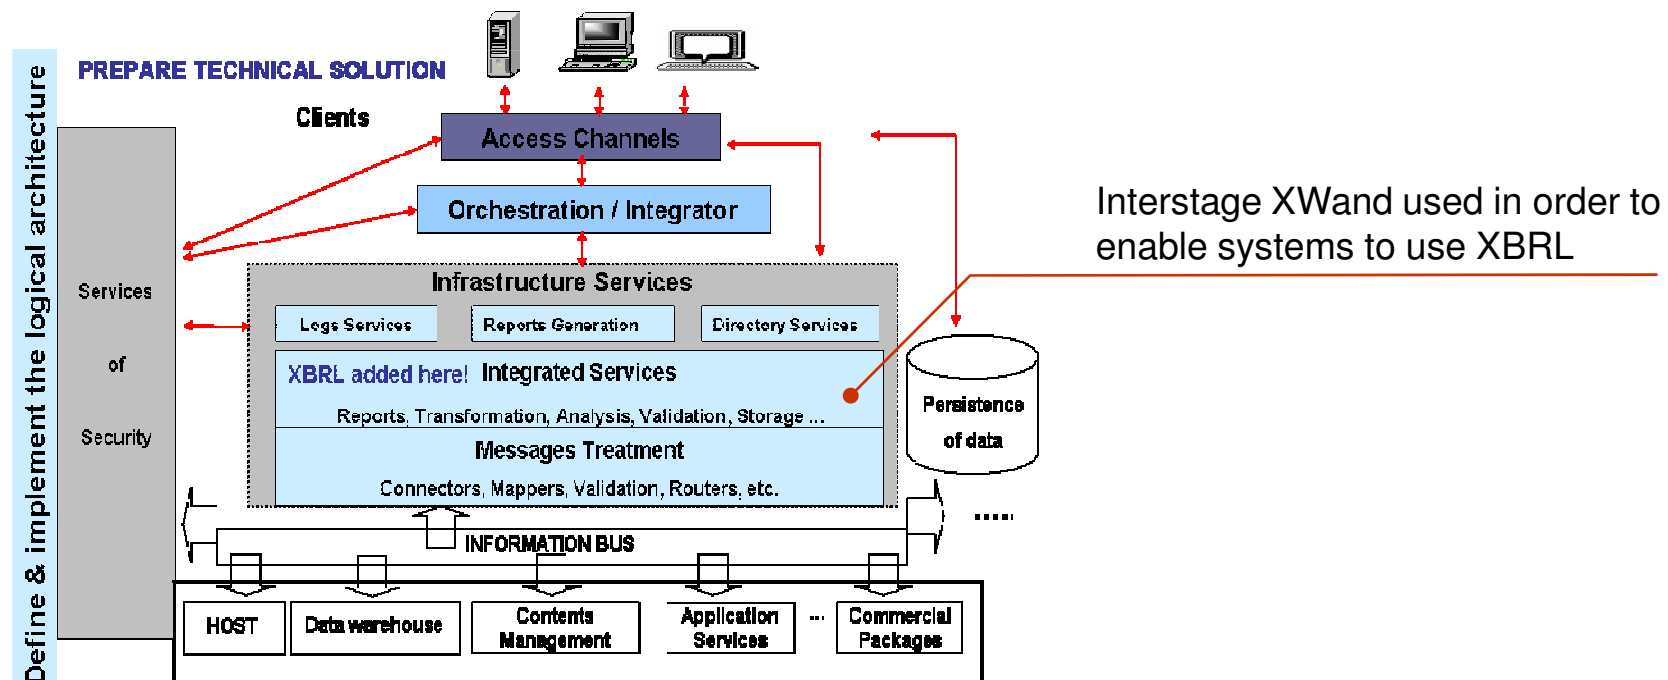 Define & implement the logical architecture
PREPARE TECHNICAL SOLUTION
Clients
Access Channels
Orchestration / Integrator
Interstage XWand used in order to
enable systems to use XBRL
Services
of
Security
Infrastructure Services
Logs Services
Reports Generation
Directory Services
XBRL added here! Integrated Services
Reports, Transformation, Analysis, Validation, Storage ...
Messages Treatment
Connectors, Mappers, Validation, Routers, etc.
Persistence
of data
.....
INFORMATION BUS
HOST
Data warehouse
Contents
Management
Application
Services
...
Commercial
Packages